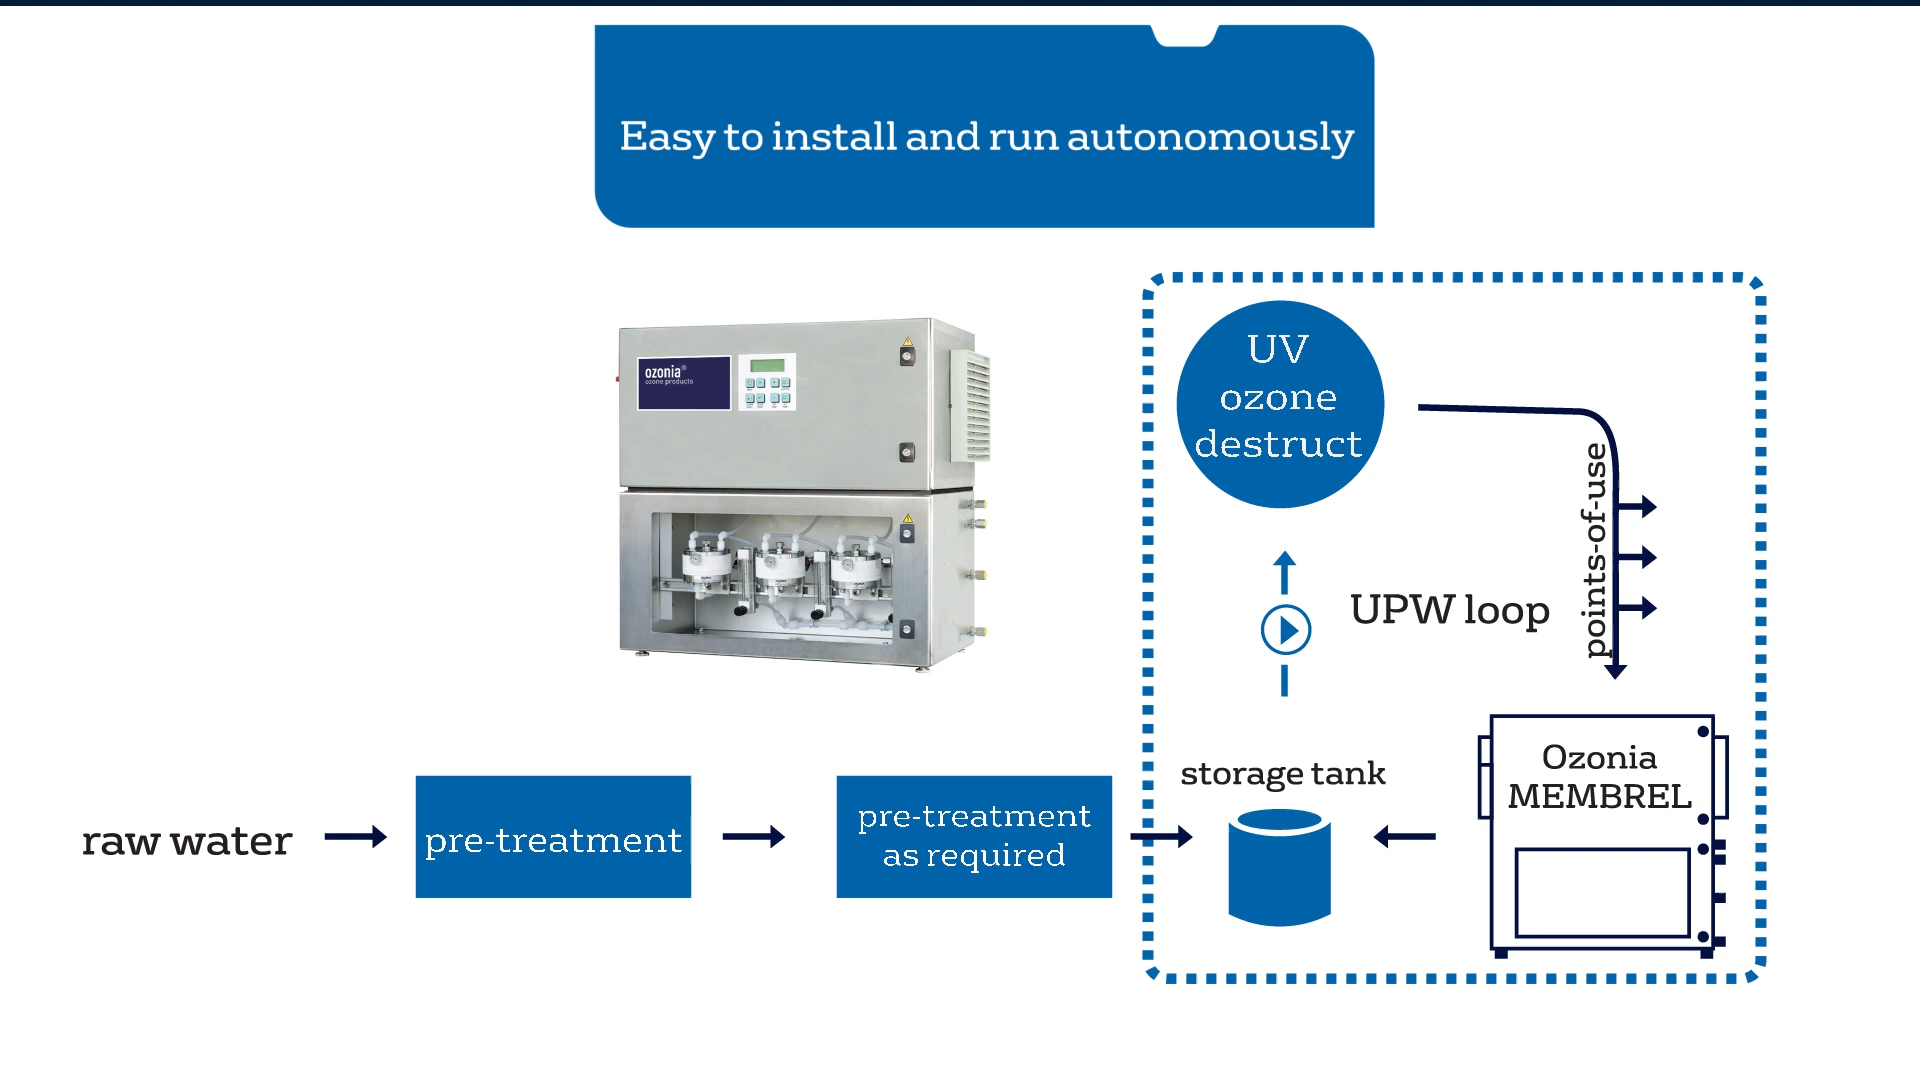 Easy to install and run autonomously
ozonia®
ozone products
UV
ozone
destruct
points-of-use
UPW loop
storage tank
Ozonia
MEMBREL
raw water
pre-treatment
pre-treatment
as required